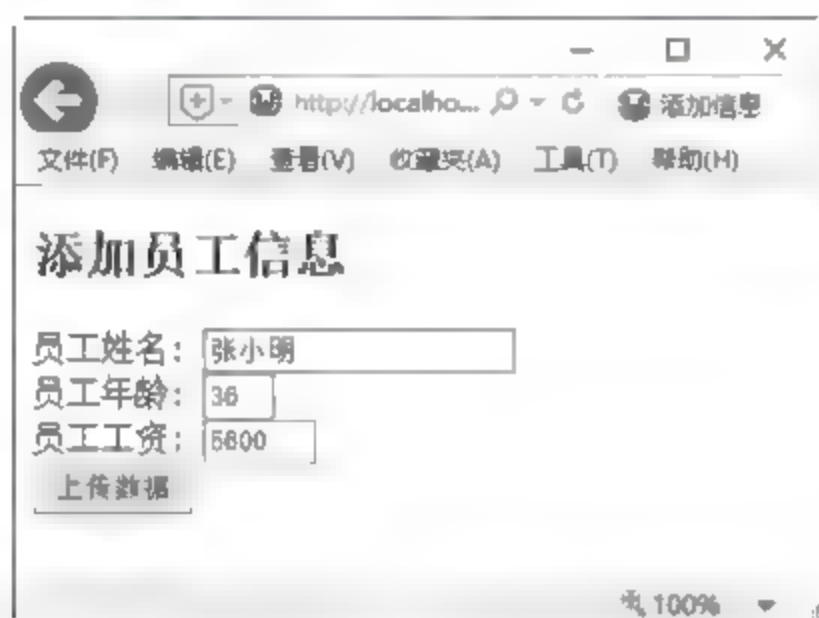 http://localho... 添加信息
文件(F) 编辑(E) 查看(V) 收藏夹(A) 工具(T) 帮助(H)
添加员工信息
员工姓名: 张小明
员工年龄: 36
员工工资: 5800
上传数据
100%